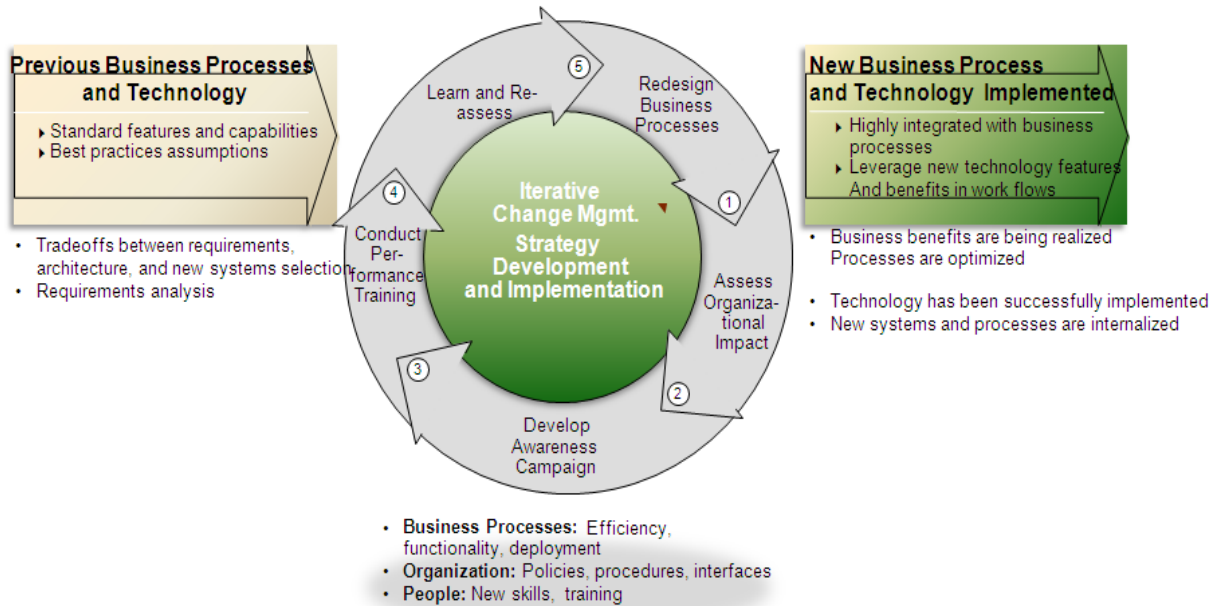 Previous Business Processes
and Technology
Standard features and capabilities
Best practices assumptions
• Tradeoffs between requirements,
architecture, and new systems selection
• Requirements analysis
5
Learn and Re-
assess
Redesign
Business
Processes
4
Conduct
Per-
formance
Training
Iterative
Change Mgmt.
Strategy
Development
and Implementation
1
Assess
Organiza-
tional
Impact
3
2
Develop
Awareness
Campaign
New Business Process
and Technology Implemented
Highly integrated with business
processes
Leverage new technology features
And benefits in work flows
• Business benefits are being realized
Processes are optimized
• Technology has been successfully implemented
• New systems and processes are internalized
• Business Processes: Efficiency,
functionality, deployment
• Organization: Policies, procedures, interfaces
• People: New skills, training